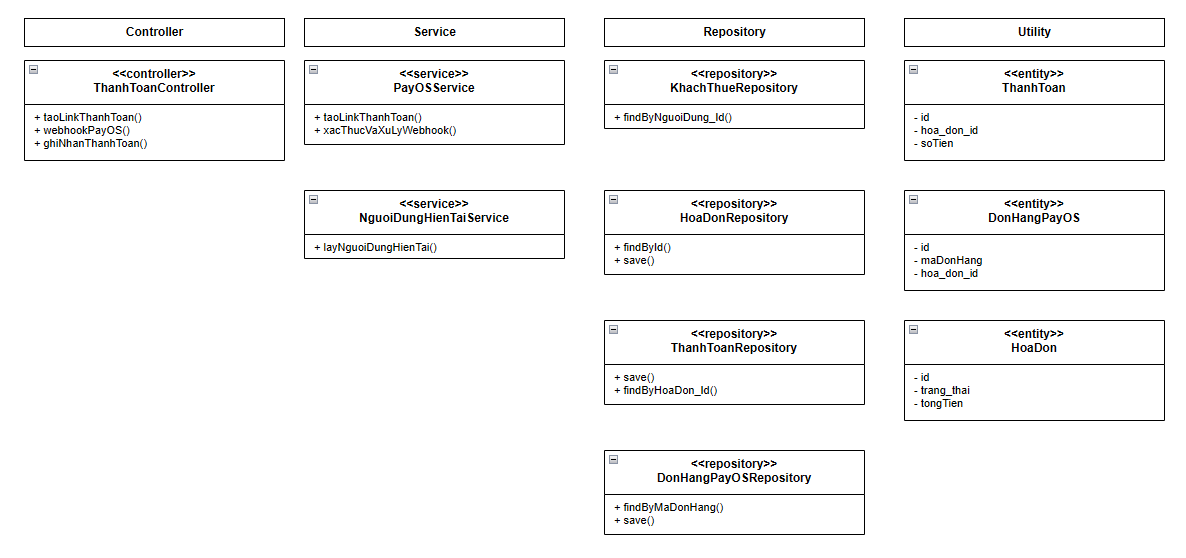 Controller
Service
Repository
Utility
<<controller>>
ThanhToanController
+ taoLinkThanhToan()
+ webhookPayOS()
+ ghiNhanThanhToan()
<<service>>
PayOSService
+ taoLinkThanhToan()
+ xacThucVaXuLyWebhook()
<<service>>
NguoiDungHienTaiService
+ layNguoiDungHienTai()
<<repository>>
KhachThueRepository
+ findByNguoiDung_Id()
<<repository>>
HoaDonRepository
+ findById()
+ save()
<<repository>>
ThanhToanRepository
+ save()
+ findByHoaDon_Id()
<<repository>>
DonHangPayOSRepository
+ findByMaDonHang()
+ save()
<<entity>>
ThanhToan
- id
- hoa_don_id
- soTien
<<entity>>
DonHangPayOS
- id
- maDonHang
- hoa_don_id
<<entity>>
HoaDon
- id
- trang_thai
- tongTien